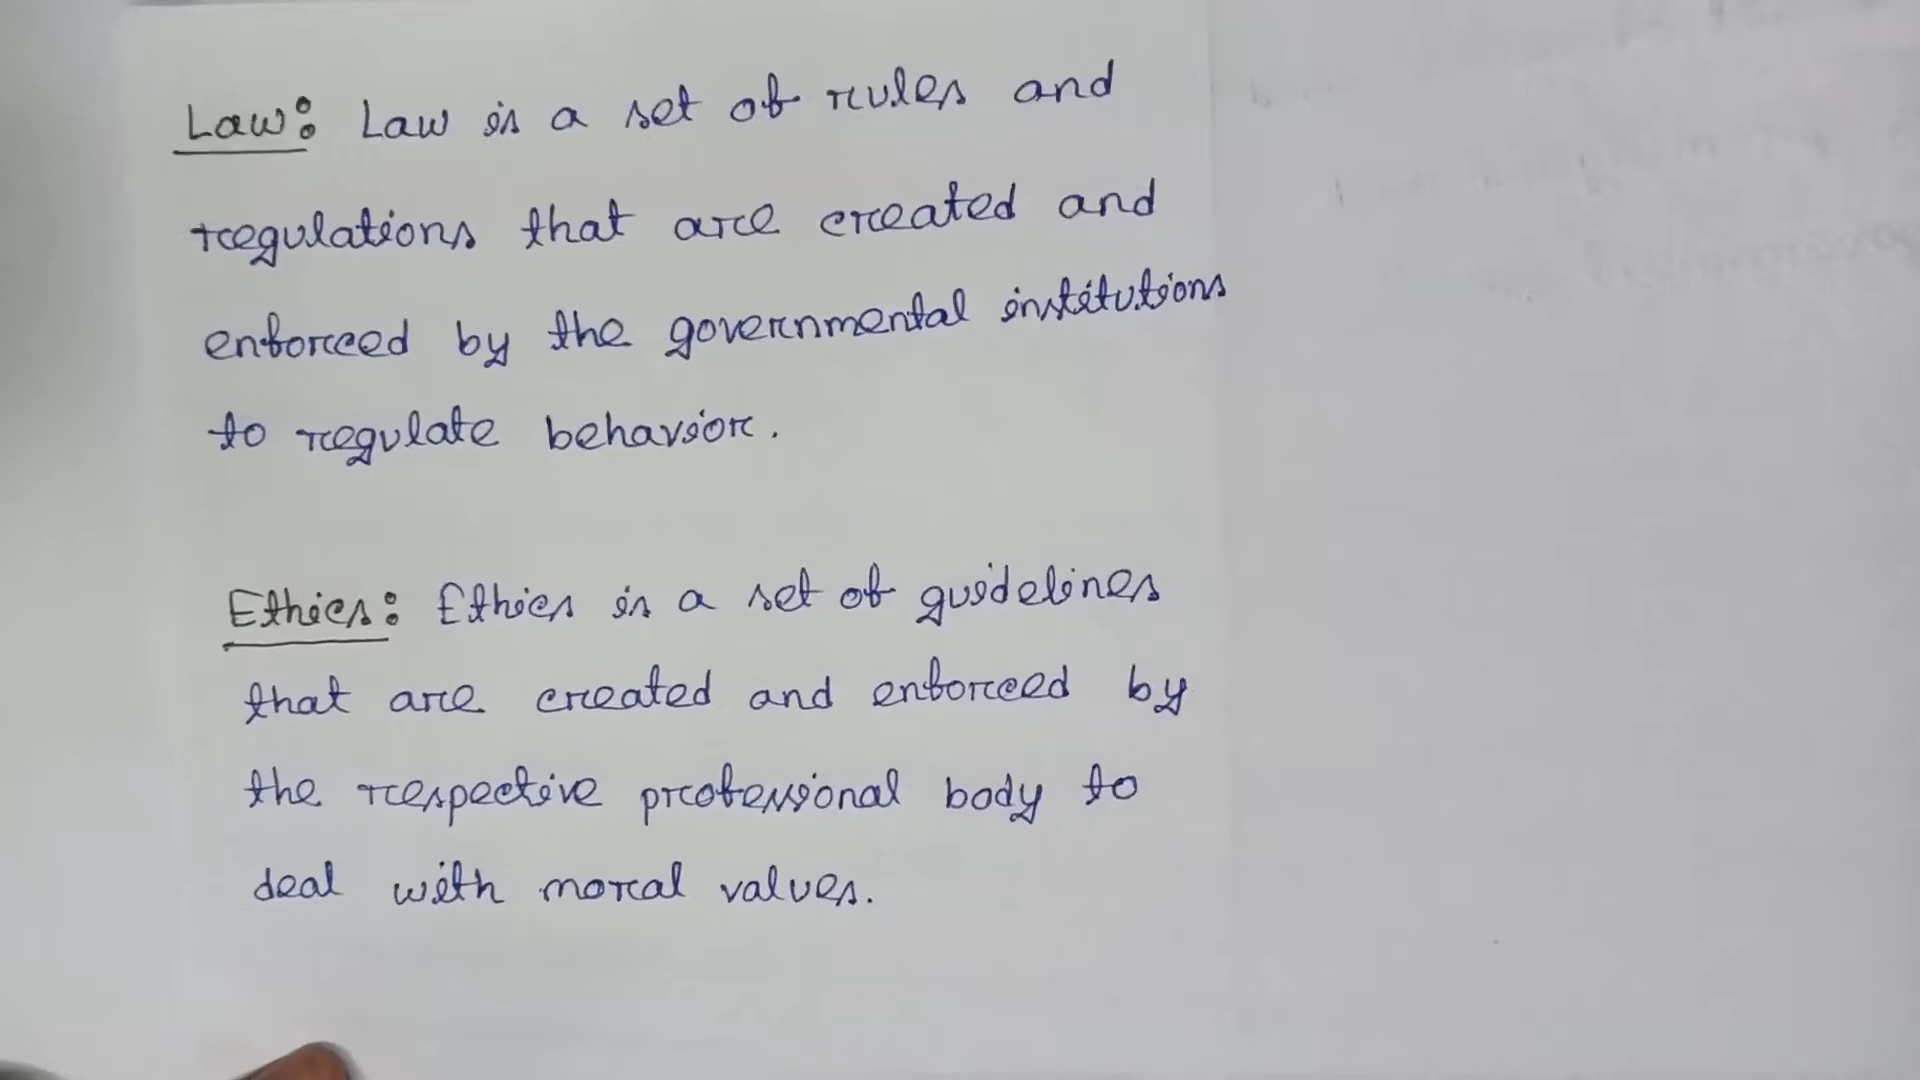 Law: Law is a set of rules and
regulations that are created and
enforced by the governmental institutions
to regulate behavior.
Ethics: Ethics is a set of guidelines
that are created and enforced by
the respective professional body to
deal with moral values.